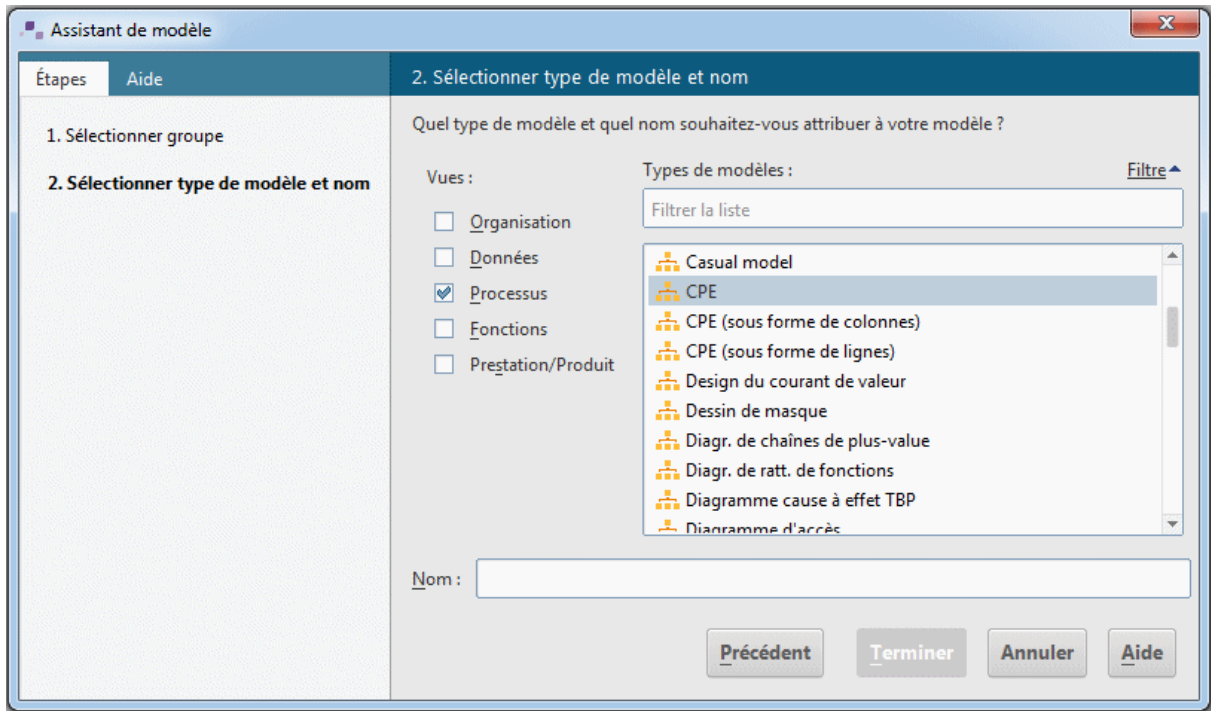 Assistant de modèle
Étapes Aide
1. Sélectionner groupe
2. Sélectionner type de modèle et nom
2. Sélectionner type de modèle et nom
Quel type de modèle et quel nom souhaitez-vous attribuer à votre modèle ?
Vues :
Organisation
Données
Processus
Fonctions
Prestation/Produit
Types de modèles :
Filtre
Filtrer la liste
Casual model
CPE
CPE (sous forme de colonnes)
CPE (sous forme de lignes)
Design du courant de valeur
Dessin de masque
Diagr. de chaînes de plus-value
Diagr. de ratt. de fonctions
Diagramme cause à effet TBP
Diagramme d'accès
Nom :
Précédent
Terminer
Annuler
Aide